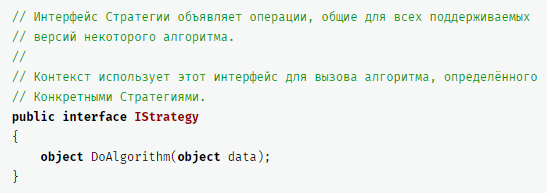 // Интерфейс Стратегии объявляет операции, общие для всех поддерживаемых
// версий некоторого алгоритма.
//
// Контекст использует этот интерфейс для вызова алгоритма, определённого
// Конкретными Стратегиями.
public interface IStrategy
{
    object DoAlgorithm(object data);
}